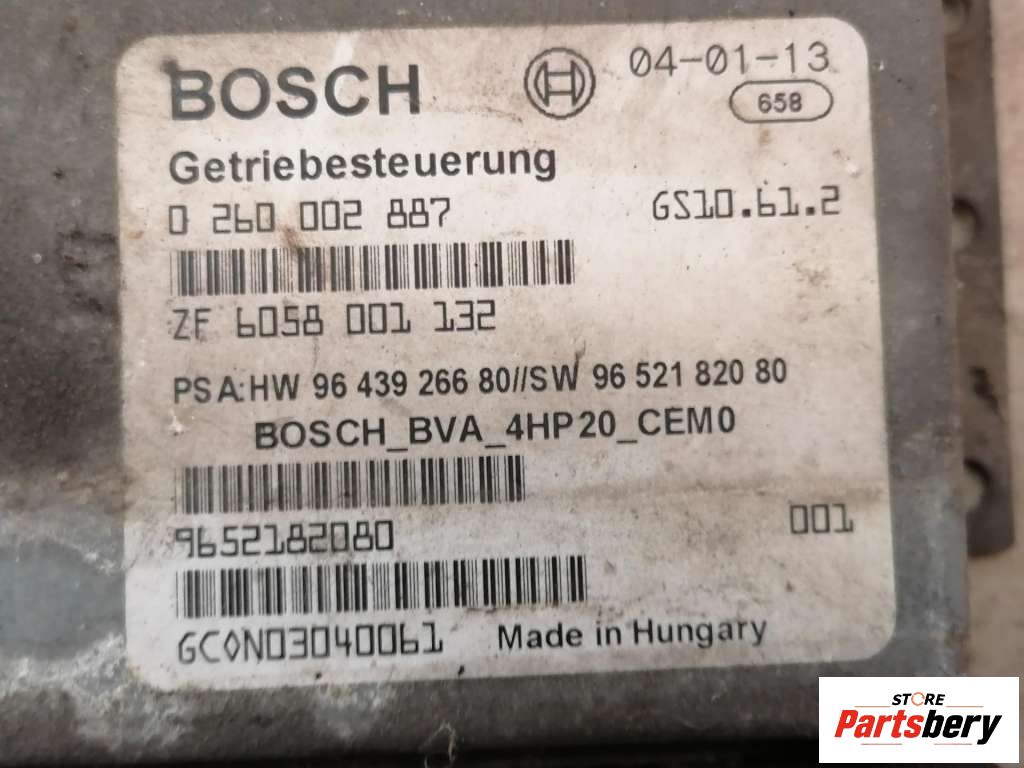 BOSCH
04-01-13
658
Getriebesteuerung
0 260 002 887 GS10.61.2
ZF 6058 001 132
PSA:HW 96 439 266 80//SW 96 521 820 80
BOSCH_BVA_4HP20_CEM0
9652182080 001
GC0N03040061 Made in Hungary
STORE
Partsbery